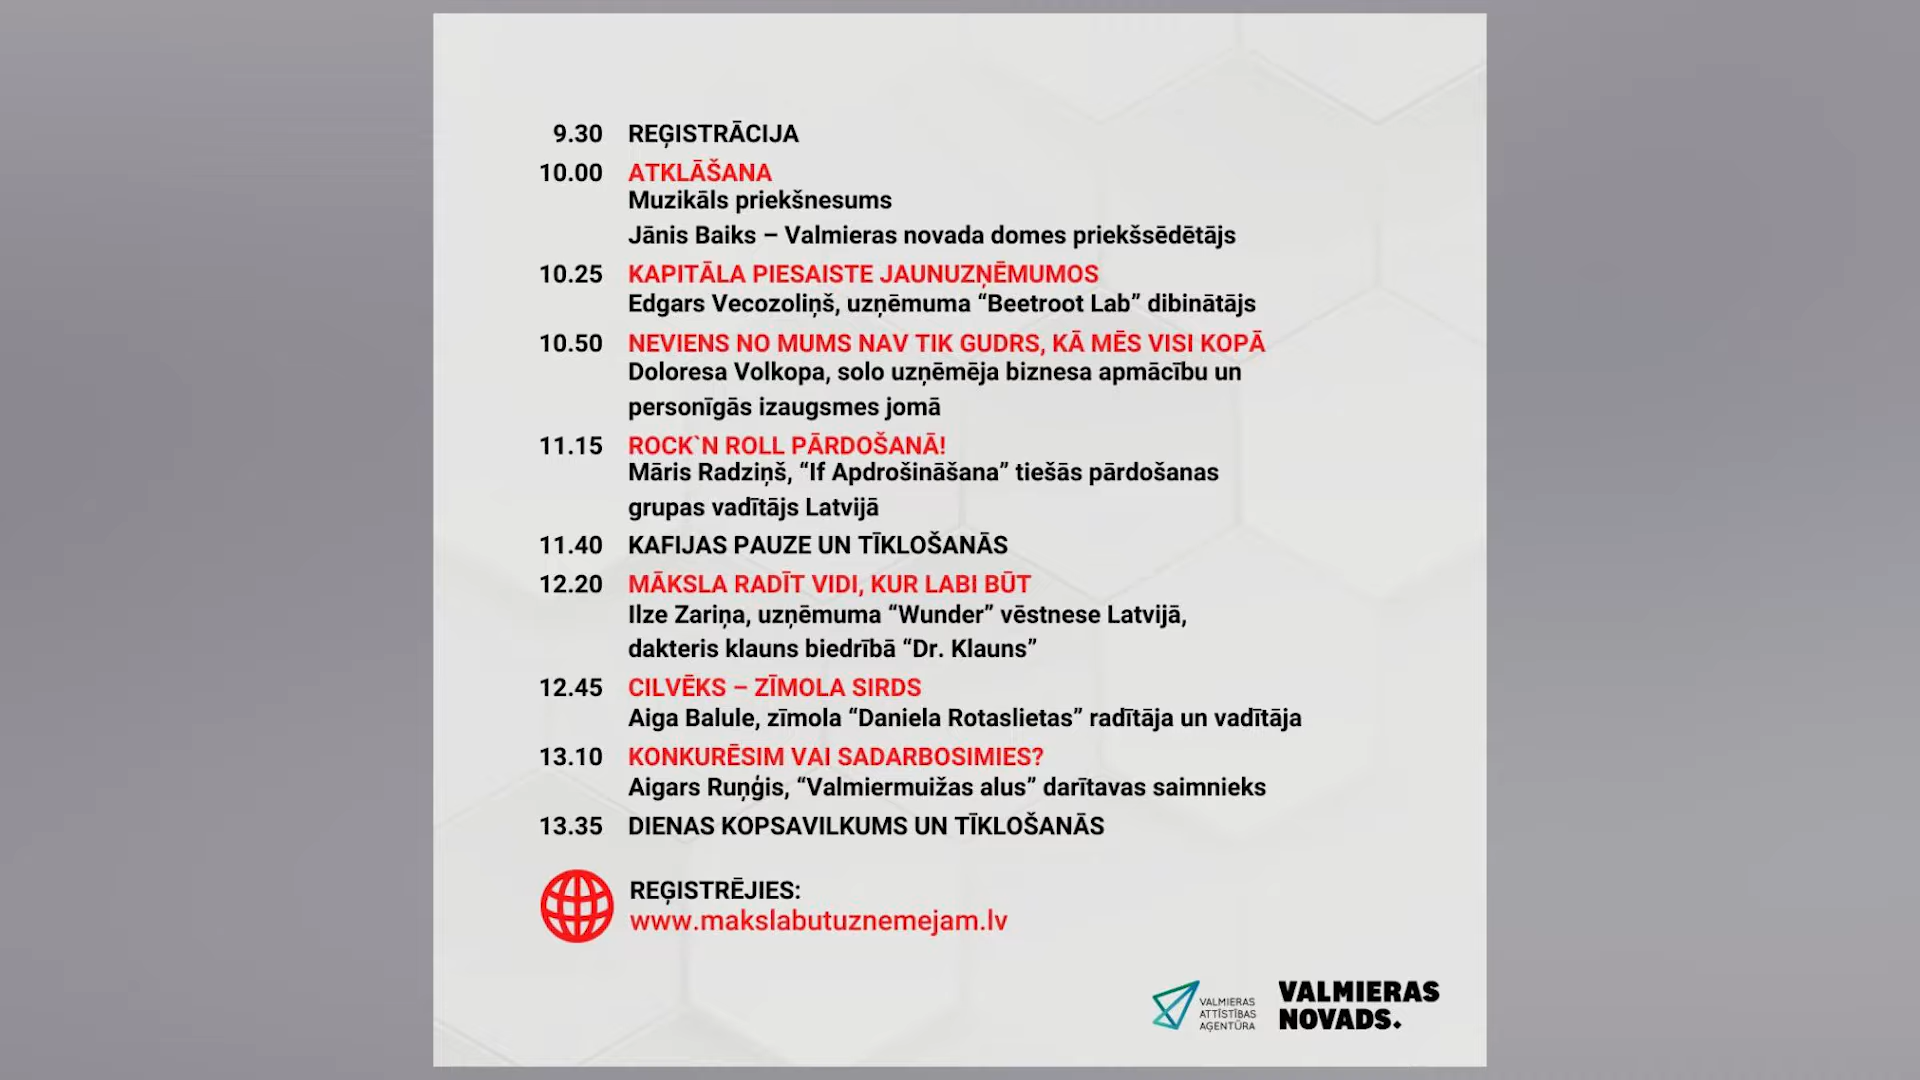 9.30 REĢISTRĀCIJA
10.00 ATKLĀŠANA
Muzikāls priekšnesums
Jānis Baiks – Valmieras novada domes priekšsēdētājs
10.25 KAPITĀLA PIESAISTE JAUNUZŅĒMUMOS
Edgars Vecozoliņš, uzņēmuma “Beetroot Lab” dibinātājs
10.50 NEVIENS NO MUMS NAV TIK GUDRS, KĀ MĒS VISI KOPĀ
Doloresa Volkopa, solo uzņēmēja biznesa apmācību un
personīgās izaugsmes jomā
11.15 ROCK`N ROLL PĀRDOŠANĀ!
Māris Radziņš, “If Apdrošināšana” tiešās pārdošanas
grupas vadītājs Latvijā
11.40 KAFIJAS PAUZE UN TĪKLOŠANĀS
12.20 MĀKSLA RADĪT VIDI, KUR LABI BŪT
Ilze Zariņa, uzņēmuma “Wunder” vēstnese Latvijā,
dakteris klauns biedrībā “Dr. Klauns”
12.45 CILVĒKS – ZĪMOLA SIRDS
Aiga Balule, zīmola “Daniela Rotaslietas” radītāja un vadītāja
13.10 KONKURĒSIM VAI SADARBOSIMIES?
Aigars Ruņģis, “Valmiermuižas alus” darītavas saimnieks
13.35 DIENAS KOPSAVILKUMS UN TĪKLOŠANĀS
REĢISTRĒJIES:
www.makslabutuznemejam.lv
VALMIERAS
ATTĪSTĪBAS
AĢENTŪRA
VALMIERAS
NOVADS.